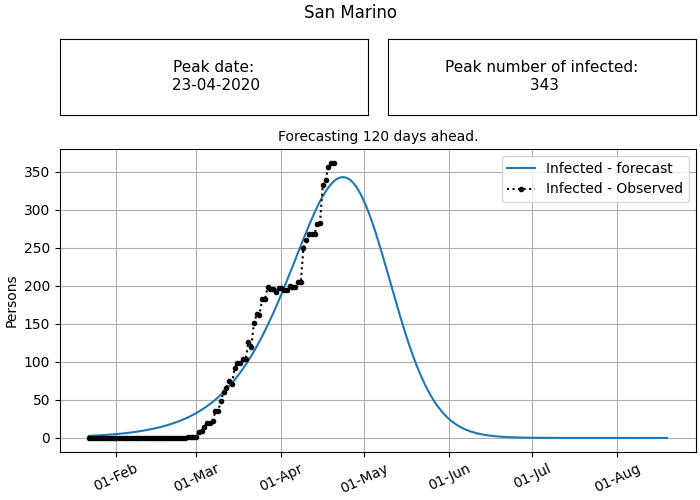 San Marino
Peak date:
23-04-2020
Peak number of infected:
343
Forecasting 120 days ahead.
Infected - forecast
Infected - Observed
Persons
350
300
250
200
150
100
50
0
01-Feb
01-Mar
01-Apr
01-May
01-Jun
01-Jul
01-Aug